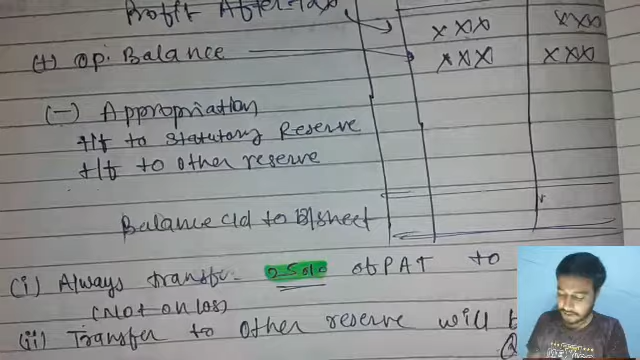 Profit After Tax xxx xxx
(+) Op. Balance xxx xxx
(-) Appropriation
t/f to Statutory Reserve
t/f to other reserve
Balance c/d to B/sheet
(i) Always transfer 25% of PAT to
(Not on loss)
(ii) Transfer to other reserve will